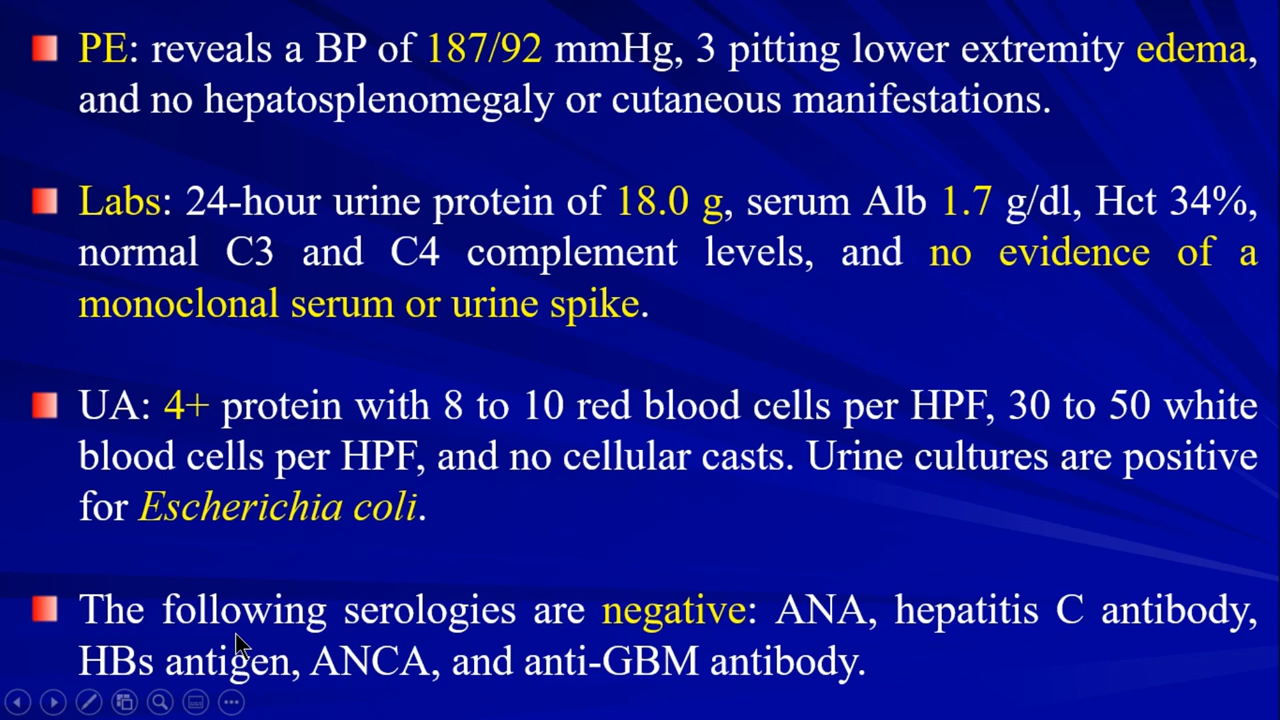 PE: reveals a BP of 187/92 mmHg, 3 pitting lower extremity edema,
and no hepatosplenomegaly or cutaneous manifestations.
Labs: 24-hour urine protein of 18.0 g, serum Alb 1.7 g/dl, Hct 34%,
normal C3 and C4 complement levels, and no evidence of a
monoclonal serum or urine spike.
UA: 4+ protein with 8 to 10 red blood cells per HPF, 30 to 50 white
blood cells per HPF, and no cellular casts. Urine cultures are positive
for Escherichia coli.
The following serologies are negative: ANA, hepatitis C antibody,
HBs antigen, ANCA, and anti-GBM antibody.